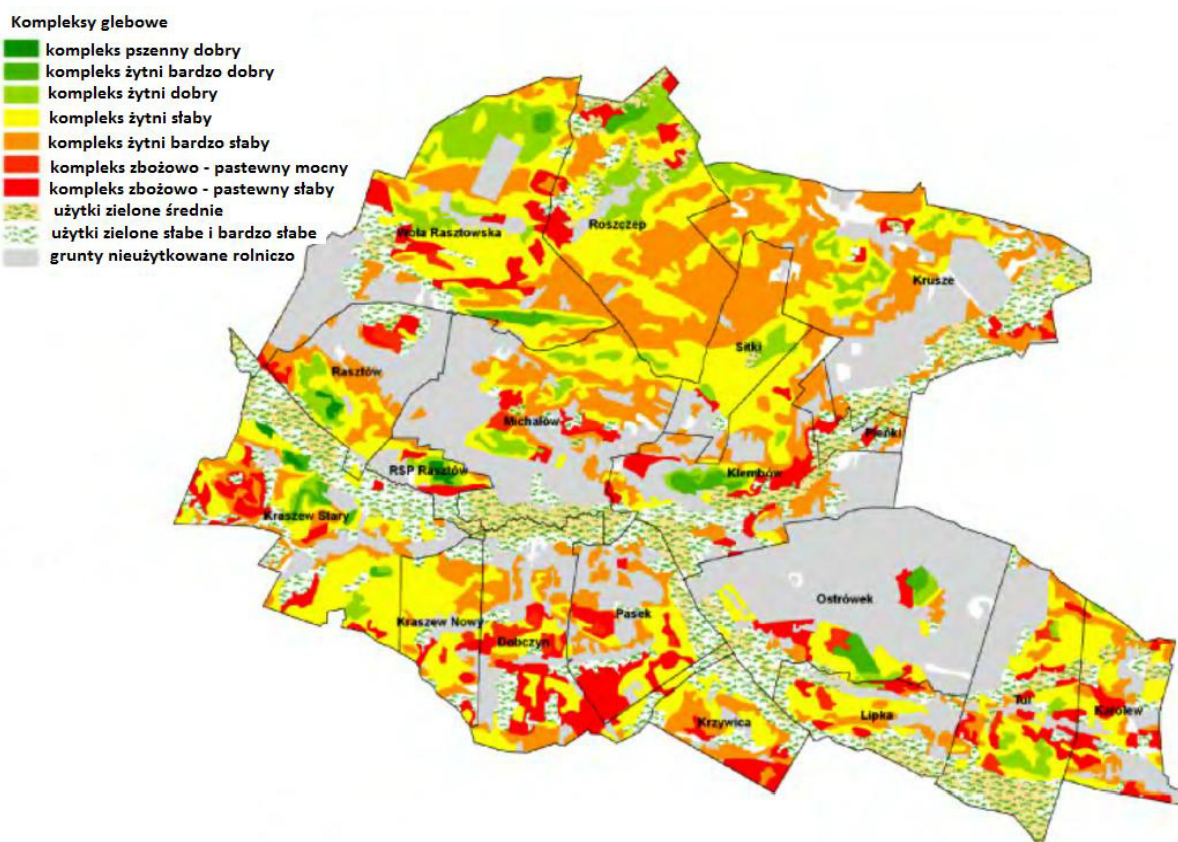 Kompleksy glebowe
kompleks pszenny dobry
kompleks żytni bardzo dobry
kompleks żytni dobry
kompleks żytni słaby
kompleks żytni bardzo słaby
kompleks zbożowo - pastewny mocny
kompleks zbożowo - pastewny słaby
użytki zielone średnie
użytki zielone słabe i bardzo słabe
grunty nieużytkowane rolniczo
Wola Rasztowska
Roszczep
Krusze
Sitki
Rasztów
Michałów
Pieńki
RSP Rasztów
Klembów
Kraszew Stary
Ostrówek
Pasek
Kraszew Nowy
Dobczyn
Tul
Karolew
Lipka
Krzywica